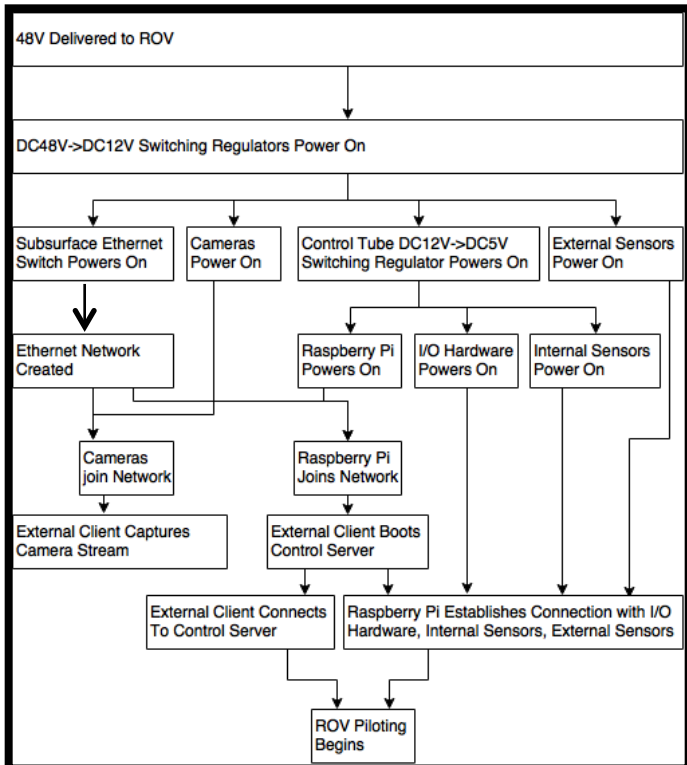 48V Delivered to ROV
DC48V->DC12V Switching Regulators Power On
Subsurface Ethernet
Switch Powers On
Cameras
Power On
Control Tube DC12V->DC5V
Switching Regulator Powers On
External Sensors
Power On
Ethernet Network
Created
Raspberry Pi
Powers On
I/O Hardware
Powers On
Internal Sensors
Power On
Cameras
join Network
Raspberry Pi
Joins Network
External Client Captures
Camera Stream
External Client Boots
Control Server
External Client Connects
To Control Server
Raspberry Pi Establishes Connection with I/O
Hardware, Internal Sensors, External Sensors
ROV Piloting
Begins